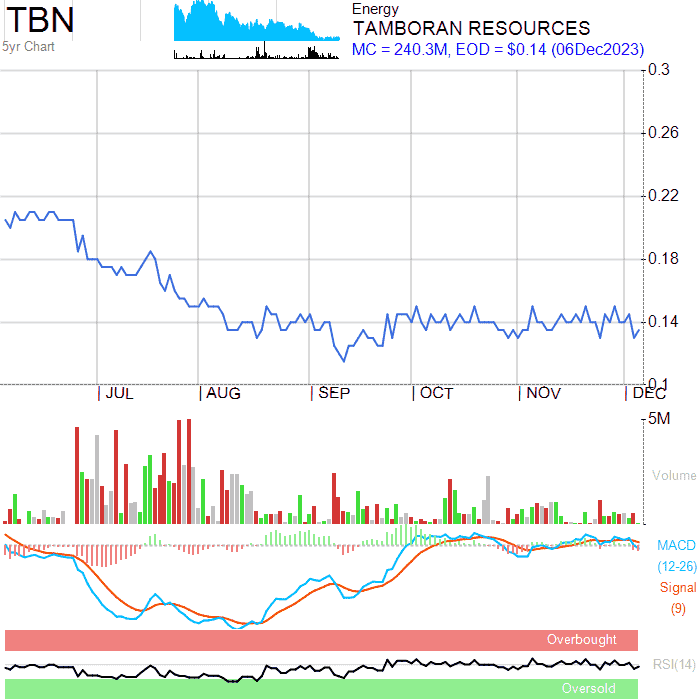 TBN
5yr Chart
Energy
TAMBORAN RESOURCES
MC = 240.3M, EOD = $0.14 (06Dec2023)
0.3
0.26
0.22
0.18
0.14
0.1
JUL AUG SEP OCT NOV DEC
5M
Volume
MACD
(12-26)
Signal
(9)
Overbought
RSI(14)
Oversold